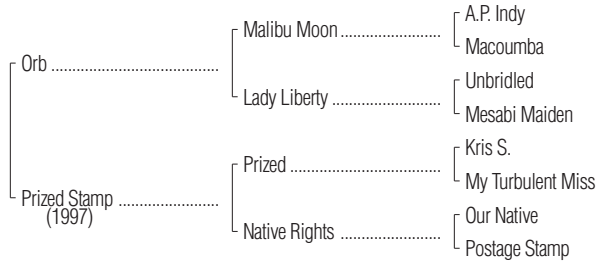 A.P. Indy
Malibu Moon ........................
Macoumba
Orb ........................................
Unbridled
Lady Liberty ..........................
Mesabi Maiden
Kris S.
Prized ....................................
My Turbulent Miss
Prized Stamp ........................
(1997)
Our Native
Native Rights ........................
Postage Stamp